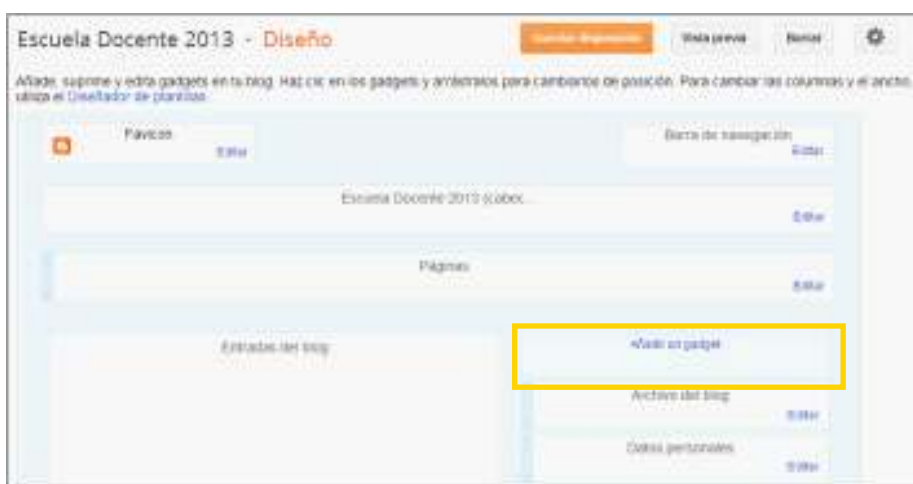 Escuela Docente 2013 - Diseño
Guardar disposición Vista previa Borrar
Añade, suprime y edita gadgets en tu blog. Haz clic en los gadgets y arrástralos para cambiarlos de posición. Para cambiar las columnas y el ancho,
utiliza el Diseñador de plantillas.
Favicon
Editar
Barra de navegación
Editar
Escuela Docente 2013 (cabec...
Editar
Páginas
Editar
Entradas del blog
Añadir un gadget
Archivo del blog
Editar
Datos personales
Editar